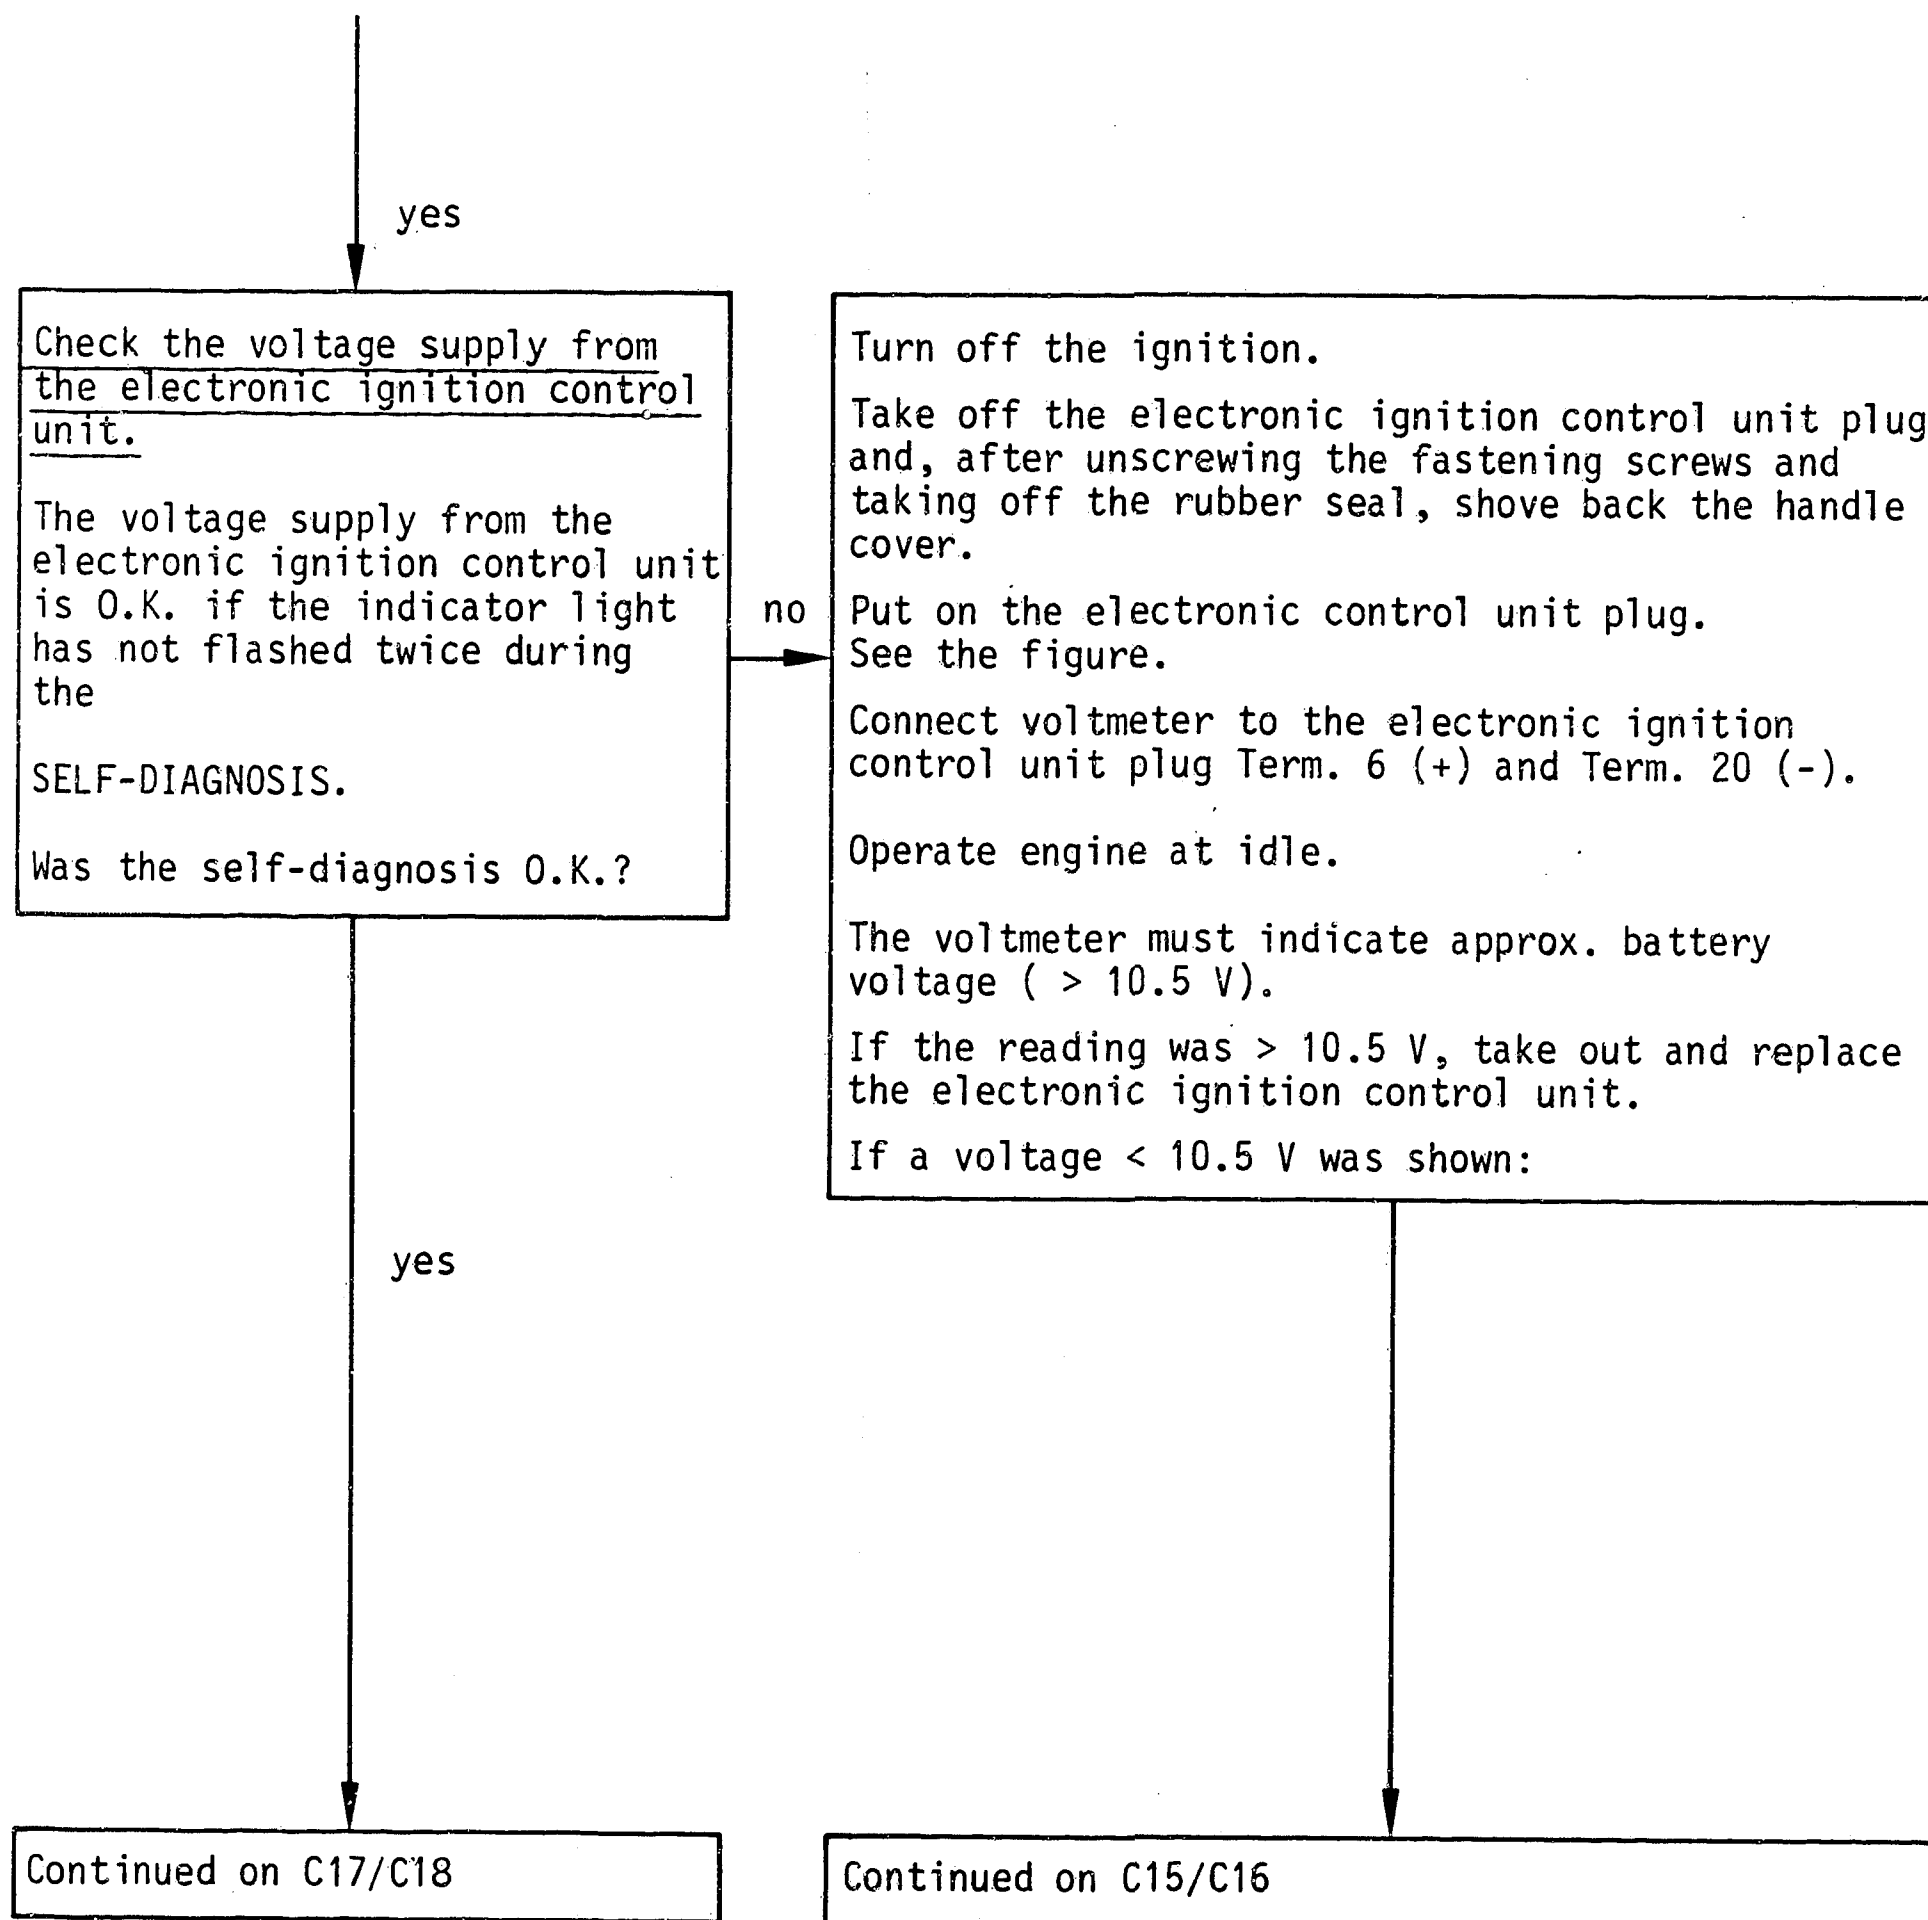 yes
Check the voltage supply from
the electronic ignition control
unit.
The voltage supply from the
electronic ignition control unit
is O.K. if the indicator light
has not flashed twice during
the
SELF-DIAGNOSIS.
Was the self-diagnosis O.K.?
no
Turn off the ignition.
Take off the electronic ignition control unit plug
and, after unscrewing the fastening screws and
taking off the rubber seal, shove back the handle
cover.
Put on the electronic control unit plug.
See the figure.
Connect voltmeter to the electronic ignition
control unit plug Term. 6 (+) and Term. 20 (-).
Operate engine at idle.
The voltmeter must indicate approx. battery
voltage ( > 10.5 V).
If the reading was > 10.5 V, take out and replace
the electronic ignition control unit.
If a voltage < 10.5 V was shown:
yes
Continued on C17/C18
Continued on C15/C16